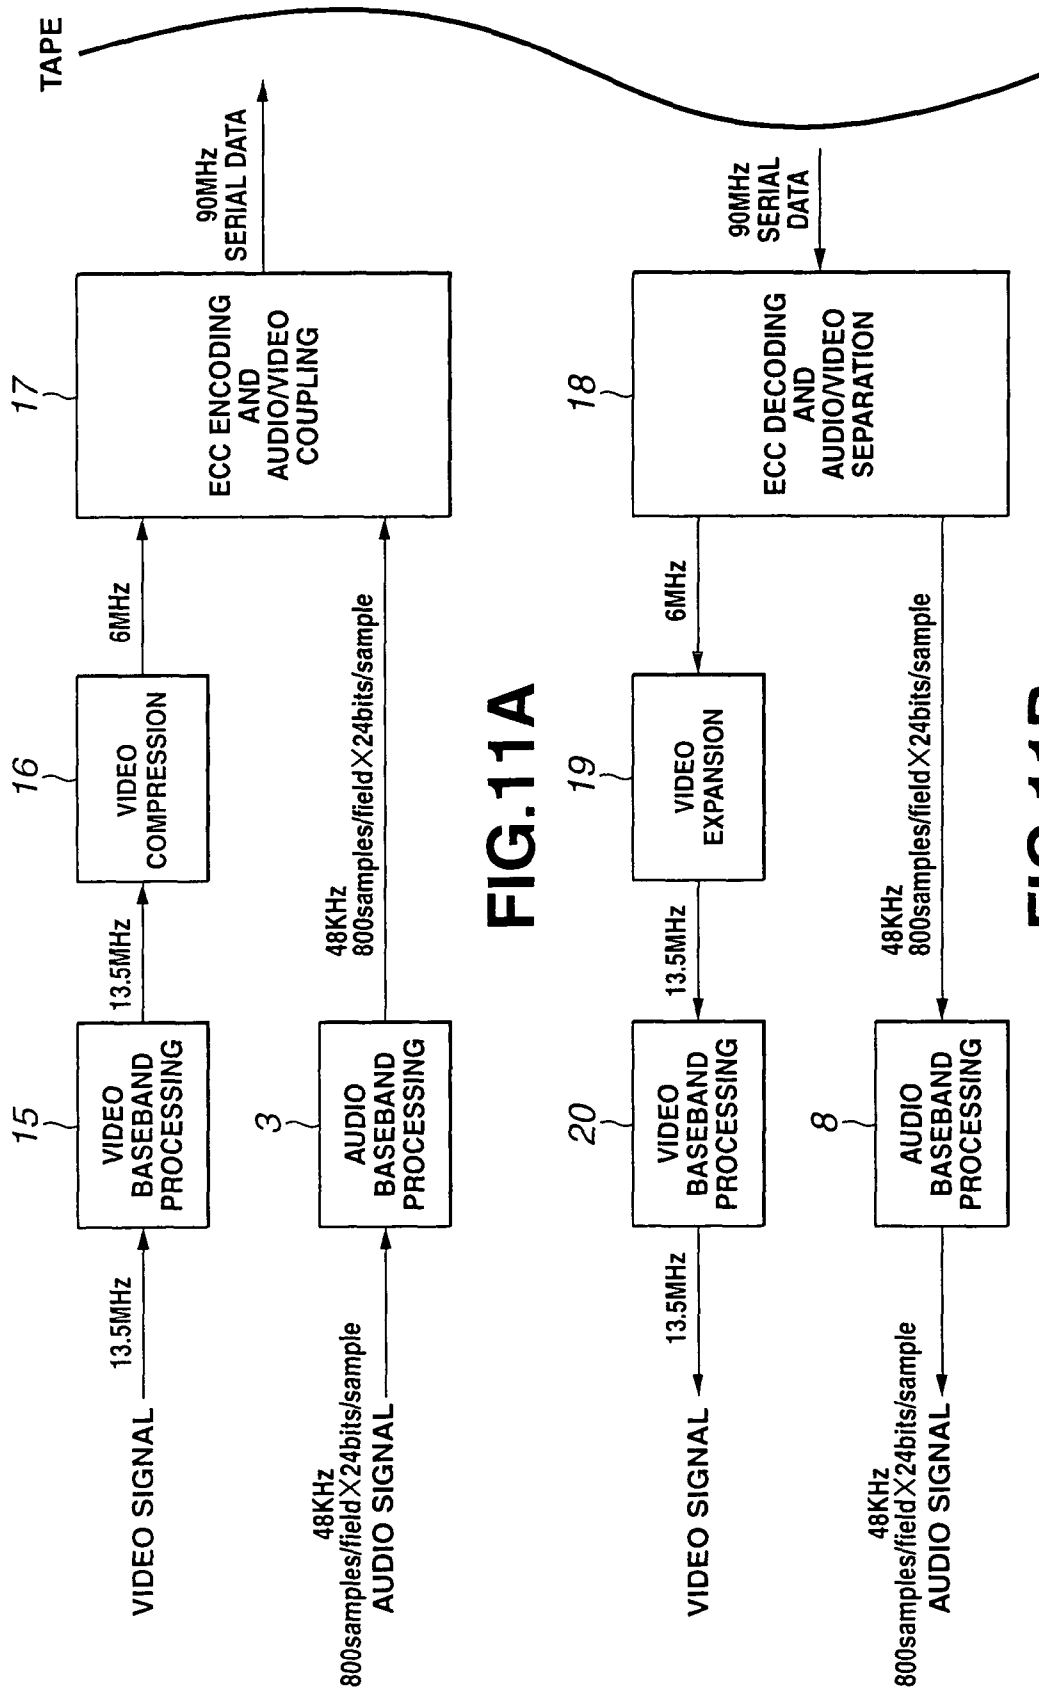 TAPE
17
ECC ENCODING
AND
AUDIO/VIDEO
COUPLING
90MHz
SERIAL DATA
16
VIDEO
COMPRESSION
6MHz
15
VIDEO
BASEBAND
PROCESSING
13.5MHz
13.5MHz
VIDEO SIGNAL
3
AUDIO
BASEBAND
PROCESSING
48KHz
800samples/field×24bits/sample
48KHz
800samples/field×24bits/sample
AUDIO SIGNAL
FIG.11A
18
ECC DECODING
AND
AUDIO/VIDEO
SEPARATION
90MHz
SERIAL
DATA
19
VIDEO
EXPANSION
6MHz
20
VIDEO
BASEBAND
PROCESSING
13.5MHz
13.5MHz
VIDEO SIGNAL
8
AUDIO
BASEBAND
PROCESSING
48KHz
800samples/field×24bits/sample
48KHz
800samples/field×24bits/sample
AUDIO SIGNAL